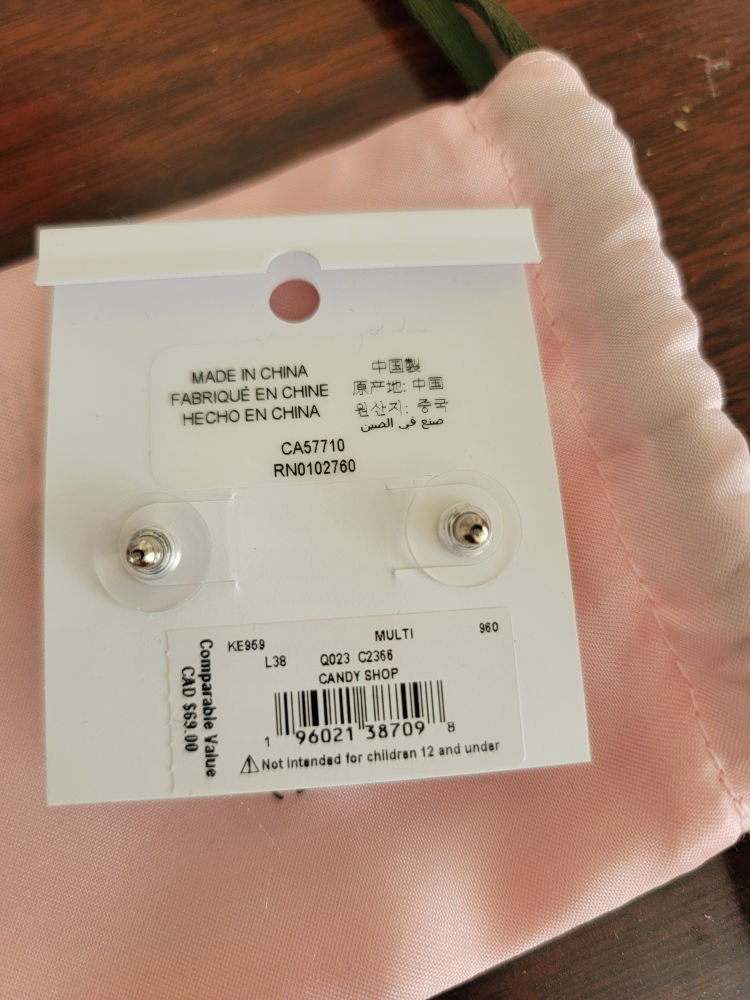 MADE IN CHINA
FABRIQUÉ EN CHINE
HECHO EN CHINA
中国製
原产地: 中国
원산지: 중국
صنع في الصين
CA57710
RN0102760
KE959 MULTI 960
L38 Q023 C2366
CANDY SHOP
1 96021 38709 8
⚠Not intended for children 12 and under
Comparable Value
CAD $69.00